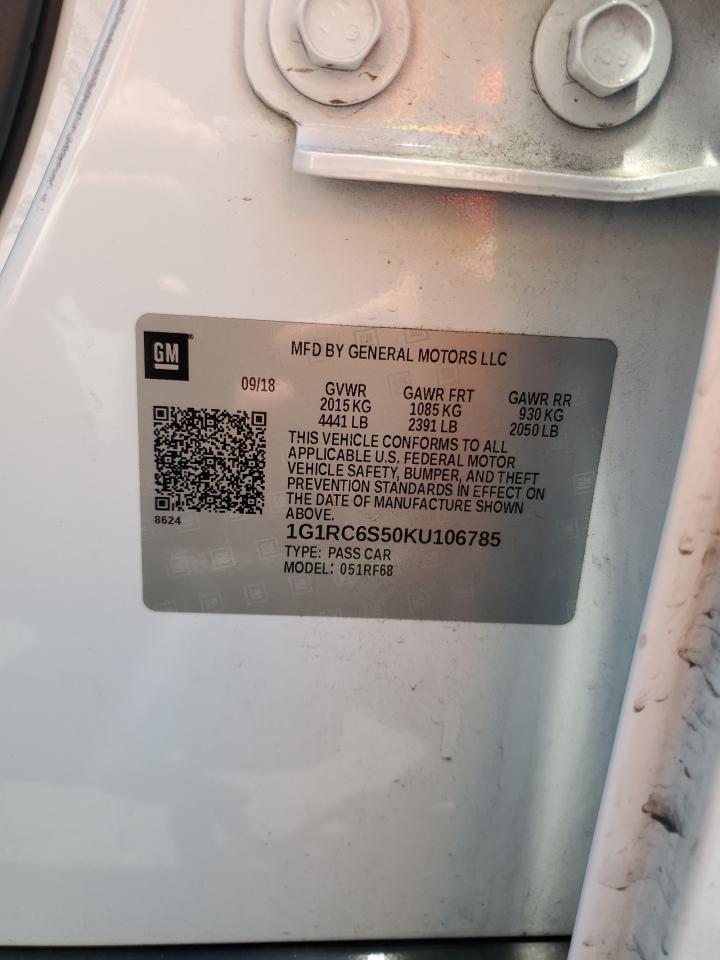 GM
MFD BY GENERAL MOTORS LLC
09/18
GVWR
2015 KG
4441 LB
GAWR FRT
1085 KG
2391 LB
GAWR RR
930 KG
2050 LB
THIS VEHICLE CONFORMS TO ALL
APPLICABLE U.S. FEDERAL MOTOR
VEHICLE SAFETY, BUMPER, AND THEFT
PREVENTION STANDARDS IN EFFECT ON
THE DATE OF MANUFACTURE SHOWN
ABOVE.
8624
1G1RC6S50KU106785
TYPE: PASS CAR
MODEL: 051RF68